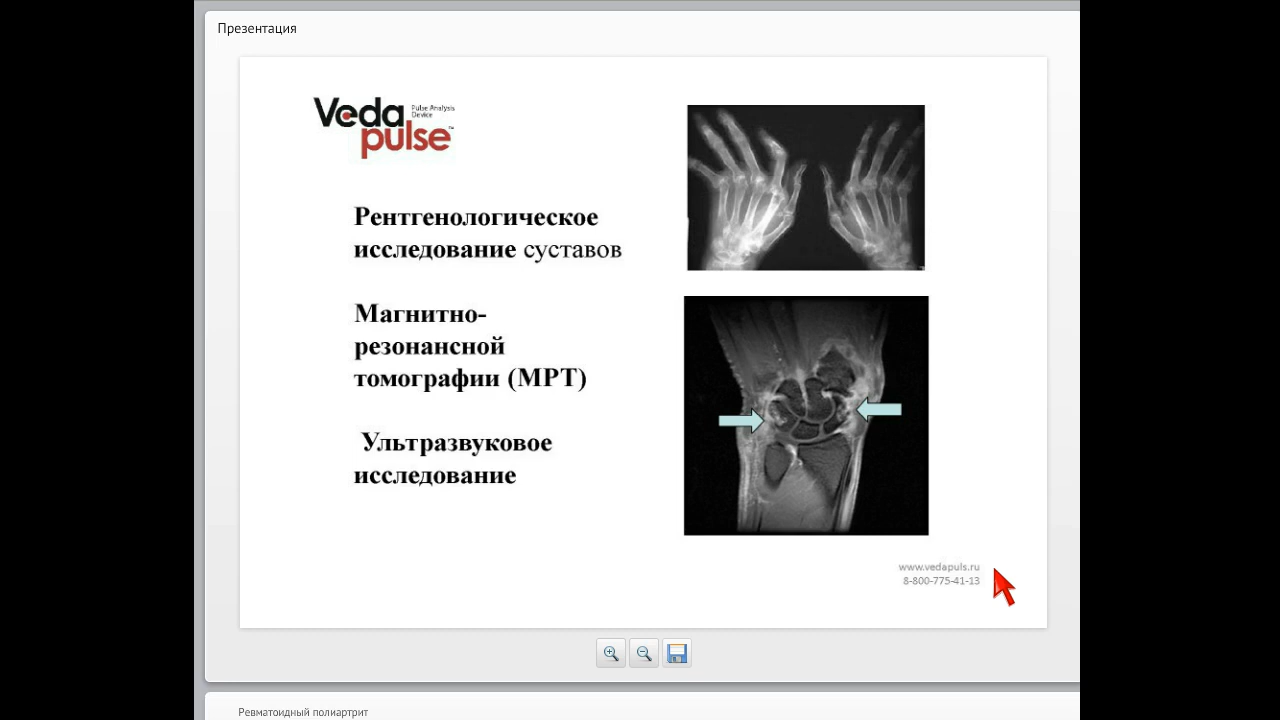 Презентация
Veda
Pulse Analysis
Device
pulse™
Рентгенологическое
исследование суставов
Магнитно-
резонансной
томографии (МРТ)
Ультразвуковое
исследование
www.vedapuls.ru
8-800-775-41-13
Ревматоидный полиартрит